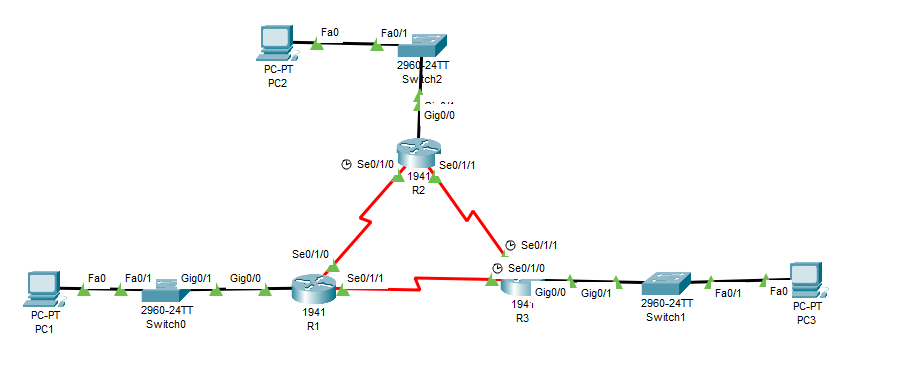 Fa0
Fa0/1
PC-PT
PC2
2960-24TT
Switch2
Gig0/0
Se0/1/0
Se0/1/1
1941
R2
Se0/1/1
Se0/1/0
Se0/1/0
Se0/1/1
Fa0
Fa0/1
Gig0/1
Gig0/0
PC-PT
PC1
2960-24TT
Switch0
1941
R1
R3
Gig0/0
Gig0/1
2960-24TT
Switch1
Fa0/1
Fa0
PC-PT
PC3